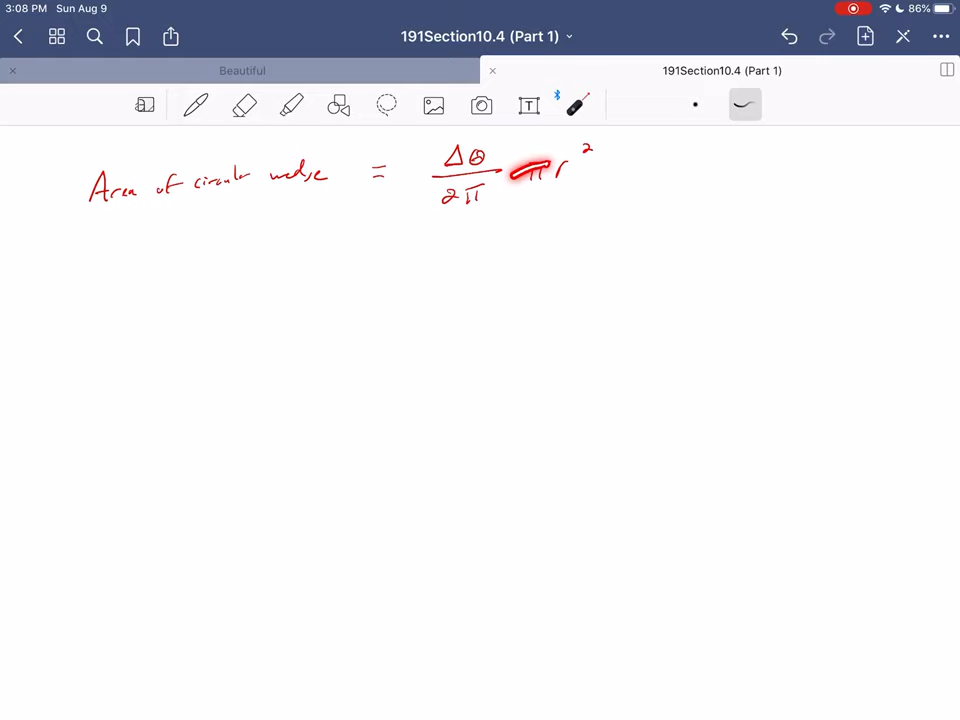 3:08 PM Sun Aug 9 86%
191Section10.4 (Part 1)
Beautiful 191Section10.4 (Part 1)
T
Area of circular wedge = Δθ/2π πr²